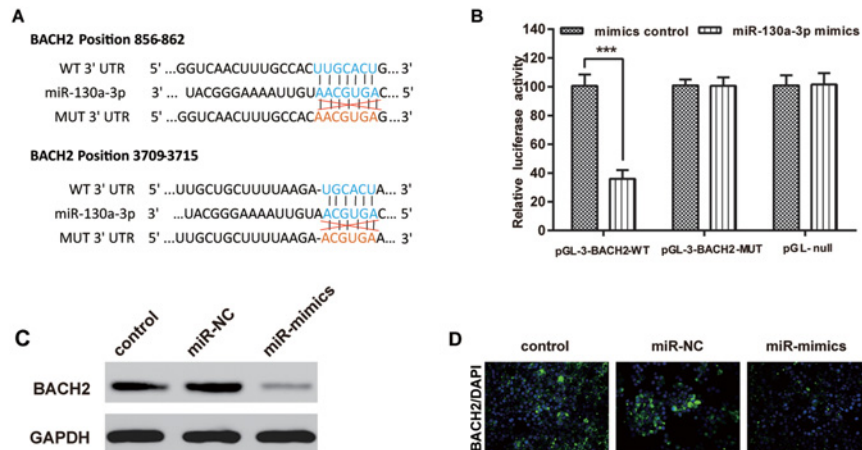 A
BACH2 Position 856-862
WT 3' UTR 5' ...GGUCAACUUUGCCACUUGCACUG... 3'
miR-130a-3p 3' UACGGGAAAAUUGUAACGUGAC 5'
MUT 3' UTR 5' ...GGUCAACUUUGCCACAACGUGAG... 3'
BACH2 Position 3709-3715
WT 3' UTR 5' ...UUGCUGCUUUUAAGA-UGCACUA... 3'
miR-130a-3p 3' UACGGGAAAAUUGUAACGUGAC... 5'
MUT 3' UTR 5' ...UUGCUGCUUUUAAGA-ACGUGAA... 3'
B
mimics control
miR-130a-3p mimics
Relative luciferase activity
140
120
100
80
60
40
20
0
***
pGL-3-BACH2-WT
pGL-3-BACH2-MUT
pGL-null
C
control
miR-NC
miR-mimics
BACH2
GAPDH
D
control
miR-NC
miR-mimics
BACH2/DAPI